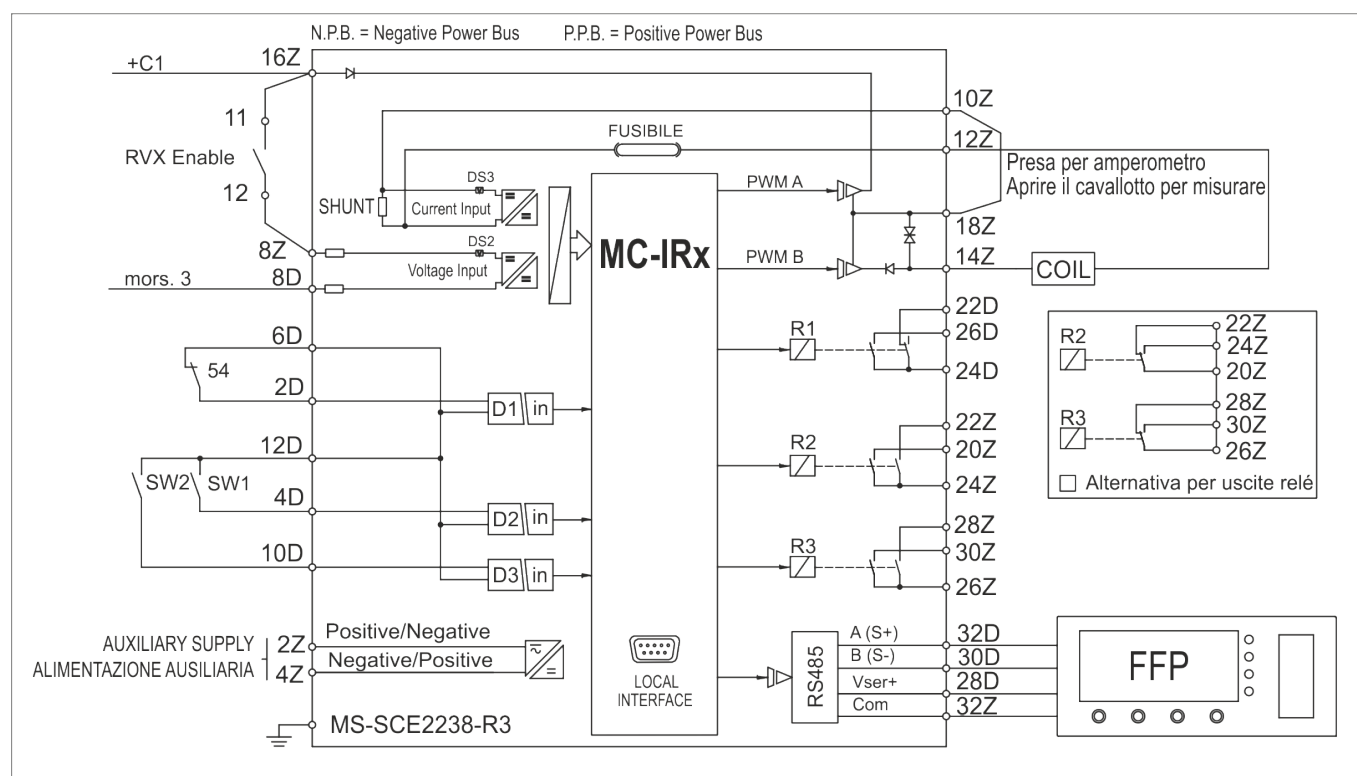 N.P.B. = Negative Power Bus P.P.B. = Positive Power Bus
+C1
16Z
11
RVX Enable
12
8Z
mors. 3
8D
6D
54
2D
12D
SW2
SW1
4D
10D
AUXILIARY SUPPLY
ALIMENTAZIONE AUSILIARIA
2Z
4Z
Positive/Negative
Negative/Positive
MS-SCE2238-R3
SHUNT
DS3
Current Input
DS2
Voltage Input
FUSIBILE
D1
in
D2
in
D3
in
MC-IRx
LOCAL
INTERFACE
PWM A
PWM B
R1
R2
R3
RS485
A (S+)
B (S-)
Vser+
Com
10Z
12Z
Presa per amperometro
Aprire il cavallotto per misurare
18Z
14Z
COIL
22D
26D
24D
22Z
20Z
24Z
28Z
30Z
26Z
32D
30D
28D
32Z
R2
22Z
24Z
20Z
R3
28Z
30Z
26Z
Alternativa per uscite relé
FFP